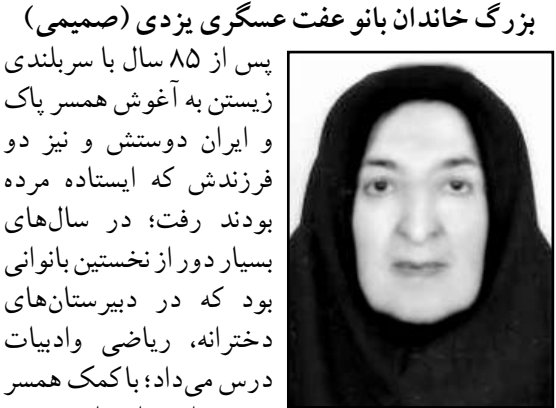 بزرگ خاندان بانو عفت عسگری یزدی (صمیمی)
پس از ۸۵ سال با سربلندی
زیستن به آغوش همسر پاک
و ایران دوستش و نیز دو
فرزندش که ایستاده مرده
بودند رفت؛ در سال‌های
بسیار دور از نخستین بانوانی
بود که در دبیرستان‌های
دخترانه، ریاضی وادبیات
درس می‌داد؛ با کمک همسر